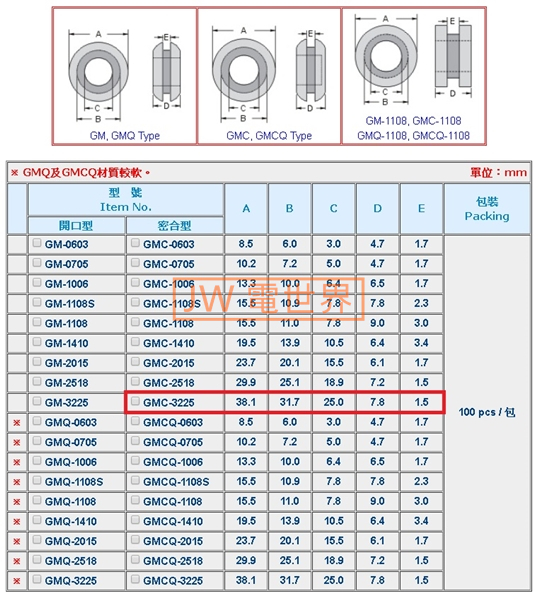 A E C B D
GM, GMQ Type
A E C B D
GMC, GMCQ Type
E A C B D
GM-1108, GMC-1108
GMQ-1108, GMCQ-1108
※ GMQ及GMCQ材質較軟。 單位：mm
型 號 Item No. A B C D E 包裝 Packing
開口型 密合型
GM-0603 GMC-0603 8.5 6.0 3.0 4.7 1.7
GM-0705 GMC-0705 10.2 7.2 5.0 4.7 1.7
GM-1006 GMC-1006 13.3 10.0 6.4 6.5 1.7
GM-1108S GMC-1108S 15.5 10.9 7.8 7.8 2.3
JW 電世界
GM-1108 GMC-1108 15.5 11.0 7.8 9.0 3.0
GM-1410 GMC-1410 19.5 13.9 10.5 6.4 3.4
GM-2015 GMC-2015 23.7 20.1 15.5 6.1 1.7
GM-2518 GMC-2518 29.9 25.1 18.9 7.2 1.5
GM-3225 GMC-3225 38.1 31.7 25.0 7.8 1.5
100 pcs / 包
※ GMQ-0603 GMCQ-0603 8.5 6.0 3.0 4.7 1.7
※ GMQ-0705 GMCQ-0705 10.2 7.2 5.0 4.7 1.7
※ GMQ-1006 GMCQ-1006 13.3 10.0 6.4 6.5 1.7
※ GMQ-1108S GMCQ-1108S 15.5 10.9 7.8 7.8 2.3
※ GMQ-1108 GMCQ-1108 15.5 11.0 7.8 9.0 3.0
※ GMQ-1410 GMCQ-1410 19.5 13.9 10.5 6.4 3.4
※ GMQ-2015 GMCQ-2015 23.7 20.1 15.5 6.1 1.7
※ GMQ-2518 GMCQ-2518 29.9 25.1 18.9 7.2 1.5
※ GMQ-3225 GMCQ-3225 38.1 31.7 25.0 7.8 1.5